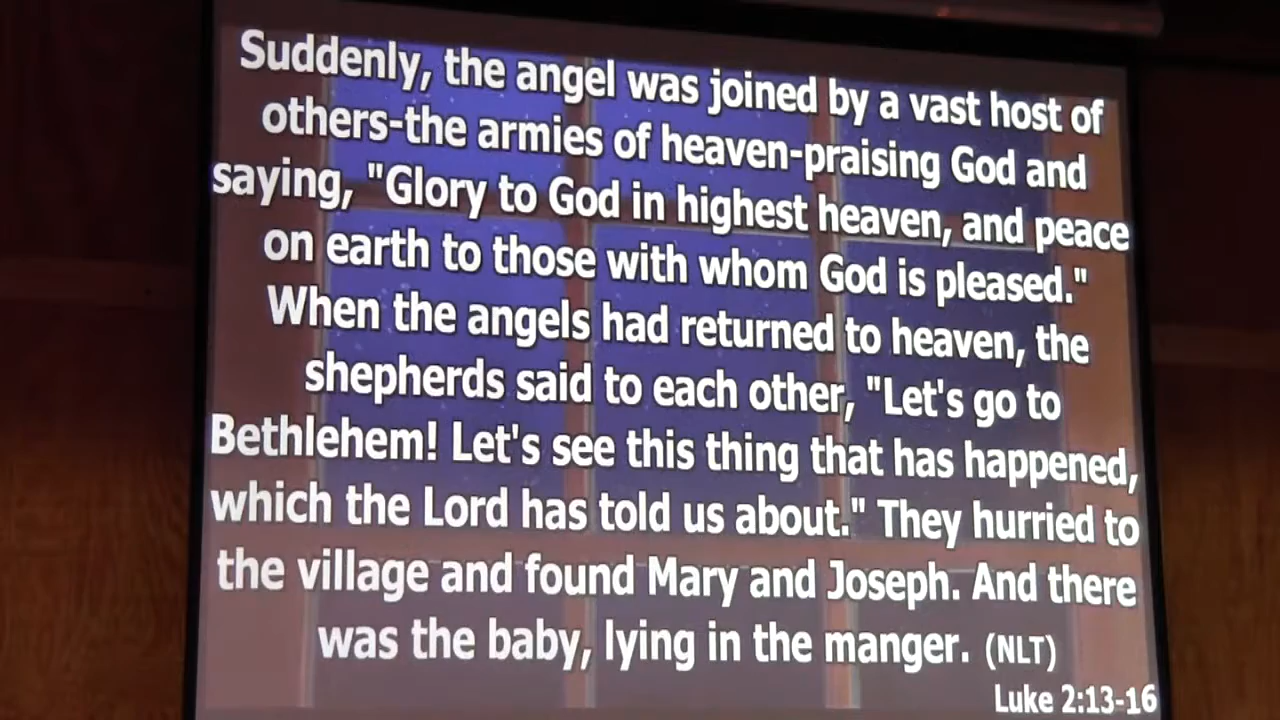 Suddenly, the angel was joined by a vast host of
others-the armies of heaven-praising God and
saying, "Glory to God in highest heaven, and peace
on earth to those with whom God is pleased."
When the angels had returned to heaven, the
shepherds said to each other, "Let's go to
Bethlehem! Let's see this thing that has happened,
which the Lord has told us about." They hurried to
the village and found Mary and Joseph. And there
was the baby, lying in the manger. (NLT)
Luke 2:13-16